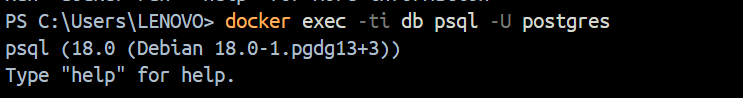 PS C:\Users\LENOVO> docker exec -ti db psql -U postgres
psql (18.0 (Debian 18.0-1.pgdg13+3))
Type "help" for help.